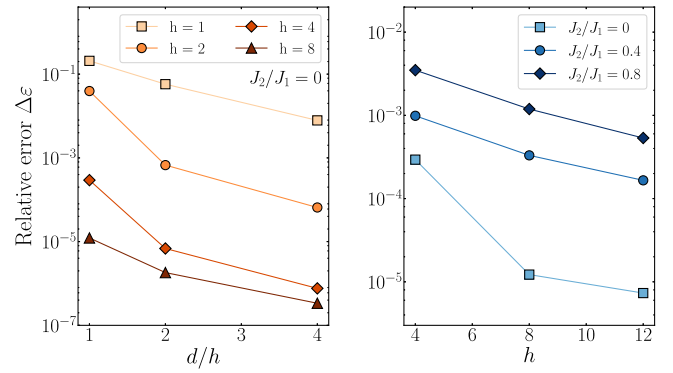 h = 1
h = 2
h = 4
h = 8
J₂/J₁ = 0
Relative error Δε
10⁻¹
10⁻³
10⁻⁵
10⁻⁷
1
2
3
4
d/h
J₂/J₁ = 0
J₂/J₁ = 0.4
J₂/J₁ = 0.8
10⁻²
10⁻³
10⁻⁴
10⁻⁵
4
6
8
10
12
h